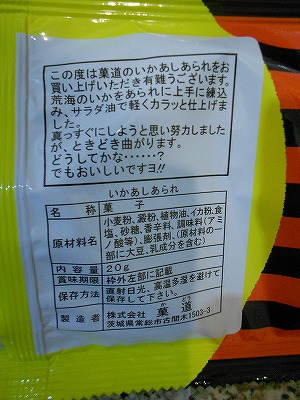 この度は菓道のいかあしあられをお
買い上げいただき有難うございます。
荒海のいかをあられに上手に練込
み、サラダ油で軽くカラッと仕上げま
した。
真っすぐにしようと思い努力しました
が、ときどき曲がります。
どうしてかな……?
でもおいしいですヨ!!
いかあしあられ
名　称　菓　子
原材料名　小麦粉、澱粉、植物油、イカ粉、食
塩、砂糖、香辛料、調味料(アミ
ノ酸等)、膨張剤、(原材料の一
部に大豆、乳成分を含む)
内 容 量　20g
賞味期限　枠外左部に記載
保存方法　直射日光、高温多湿を避けて
保存して下さい。
製 造 者　株式会社 菓道
かどう
茨城県常総市古間木1503-3